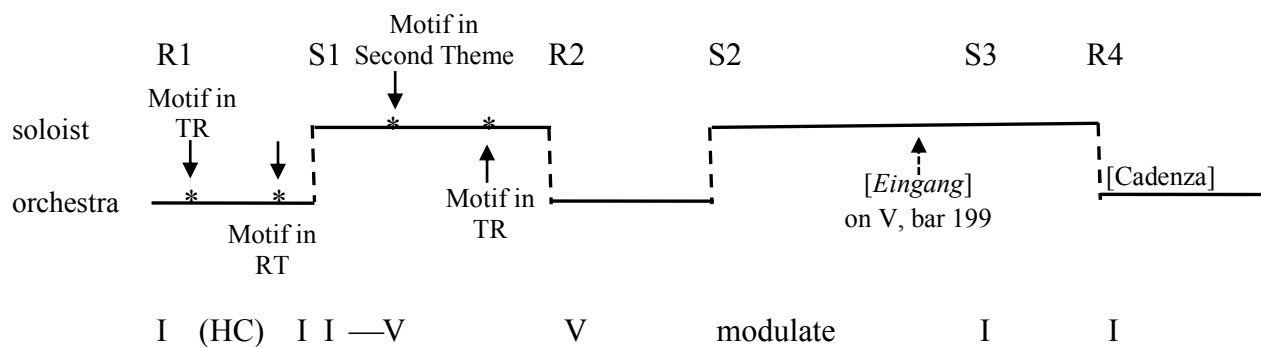 Motif in
R1 S1 Second Theme R2 S2 S3 R4
Motif in
TR
soloist * *
orchestra * * [Cadenza]
Motif in
TR
[Eingang]
on V, bar 199
Motif in
RT
I (HC) I I —V V modulate I I